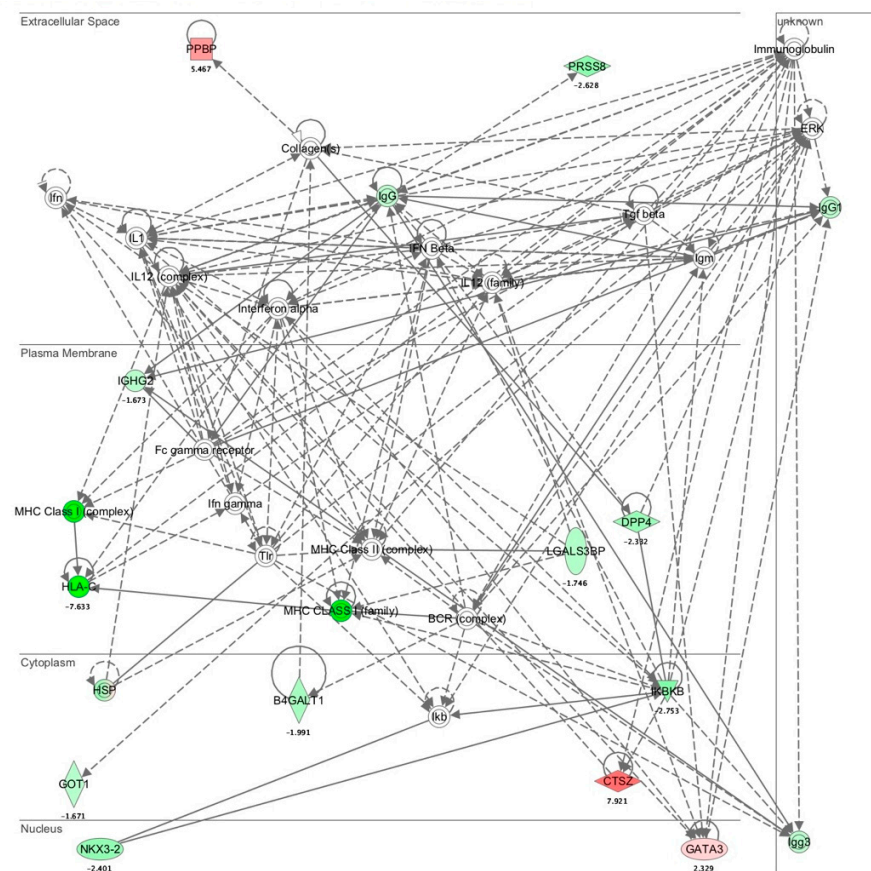 Extracellular Space
unknown
PPBP
5.467
PRSS8
-2.628
Immunoglobulin
ERK
Collagen(s)
Ifn
IgG
IgG1
Tgf beta
IL1
IFN Beta
Igm
IL12 (complex)
IL12 (family)
Interferon alpha
Plasma Membrane
IGHG2
-1.673
Fc gamma receptor
Ifn gamma
MHC Class I (complex)
DPP4
-2.332
Tlr
MHC Class II (complex)
LGALS3BP
-1.746
HLA-G
-7.633
MHC CLASS I (family)
BCR (complex)
Cytoplasm
HSP
B4GALT1
-1.991
IKBKB
-2.753
Ikb
GOT1
-1.671
CTSZ
7.921
Nucleus
NKX3-2
-2.401
GATA3
2.329
Igg3